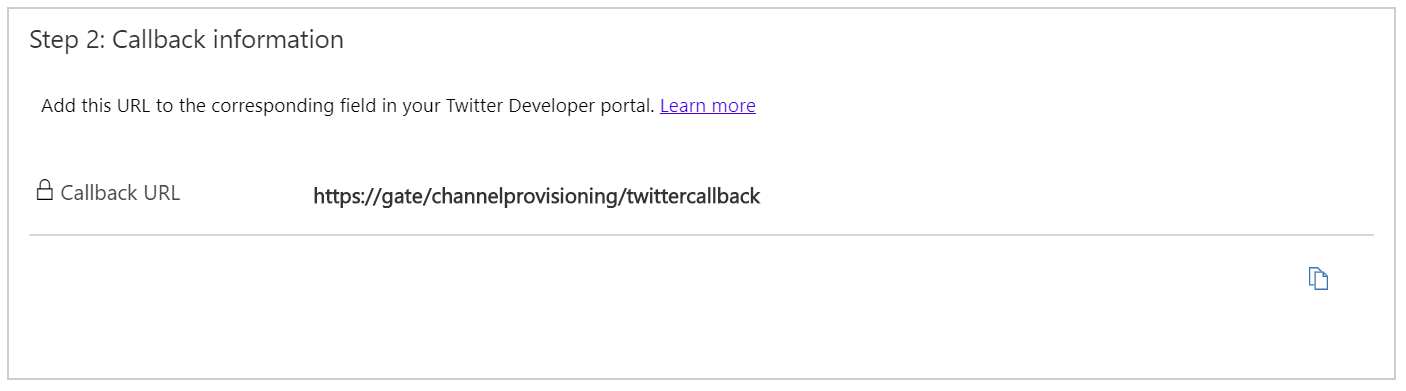 Step 2: Callback information
Add this URL to the corresponding field in your Twitter Developer portal. Learn more
Callback URL https://gate/channelprovisioning/twittercallback